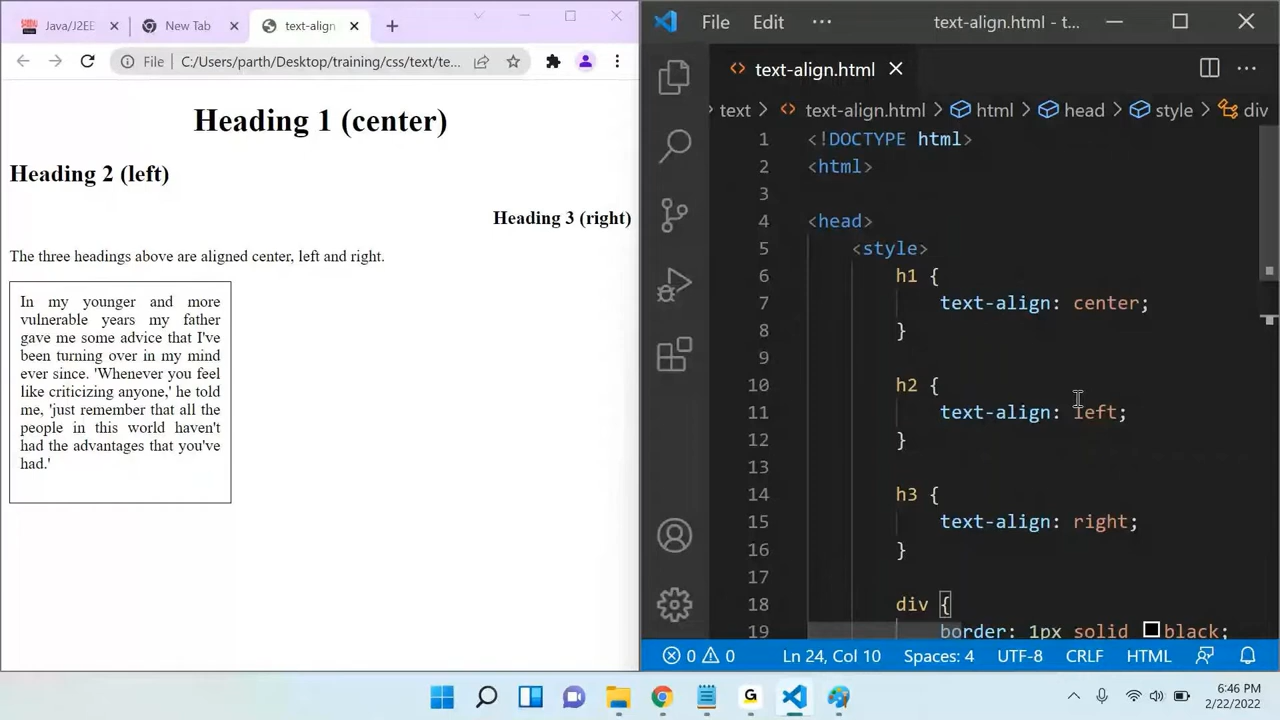 Java/J2EE
New Tab
text-align
File
C:/Users/parth/Desktop/training/css/text/te...
Heading 1 (center)
Heading 2 (left)
Heading 3 (right)
The three headings above are aligned center, left and right.
In my younger and more
vulnerable years my father
gave me some advice that I've
been turning over in my mind
ever since. 'Whenever you feel
like criticizing anyone,' he told
me, 'just remember that all the
people in this world haven't
had the advantages that you've
had.'
File Edit ... text-align.html - t...
text-align.html
text > text-align.html > html > head > style > div
1 <!DOCTYPE html>
2 <html>
3
4 <head>
5 <style>
6 h1 {
7 text-align: center;
8 }
9
10 h2 {
11 text-align: left;
12 }
13
14 h3 {
15 text-align: right;
16 }
17
18 div {
19 border: 1px solid black;
0 0 Ln 24, Col 10 Spaces: 4 UTF-8 CRLF HTML
G
6:46 PM
2/22/2022